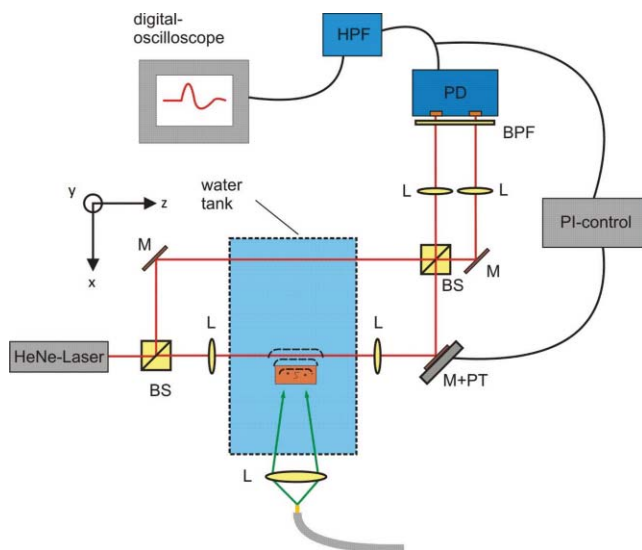 digital-
oscilloscope
HPF
PD
BPF
L
L
PI-control
y
z
x
water
tank
M
M
BS
HeNe-Laser
BS
L
L
M+PT
L